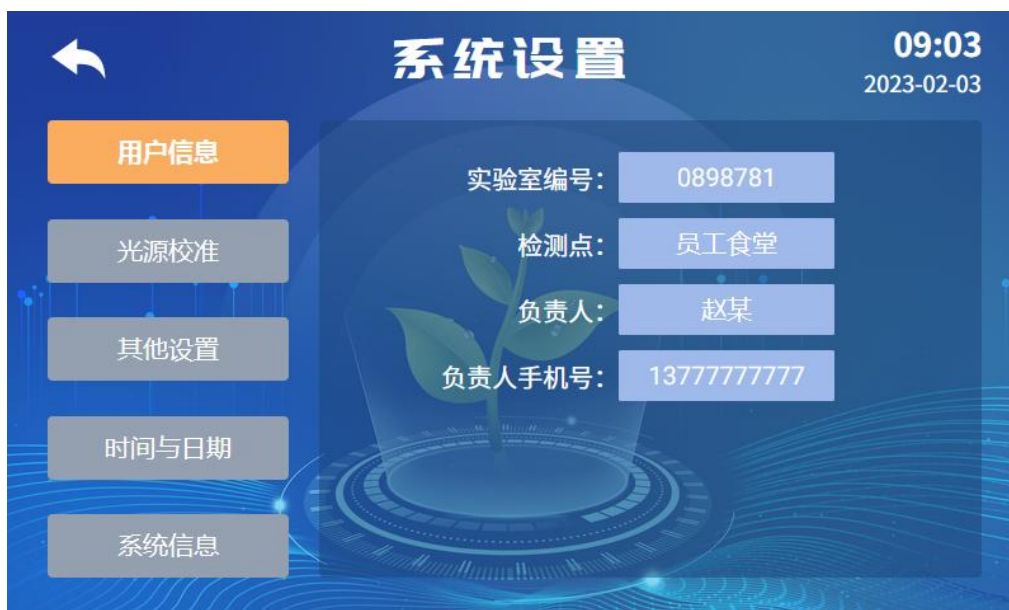 系统设置
09:03
2023-02-03
用户信息
光源校准
其他设置
时间与日期
系统信息
实验室编号： 0898781
检测点： 员工食堂
负责人： 赵某
负责人手机号： 13777777777